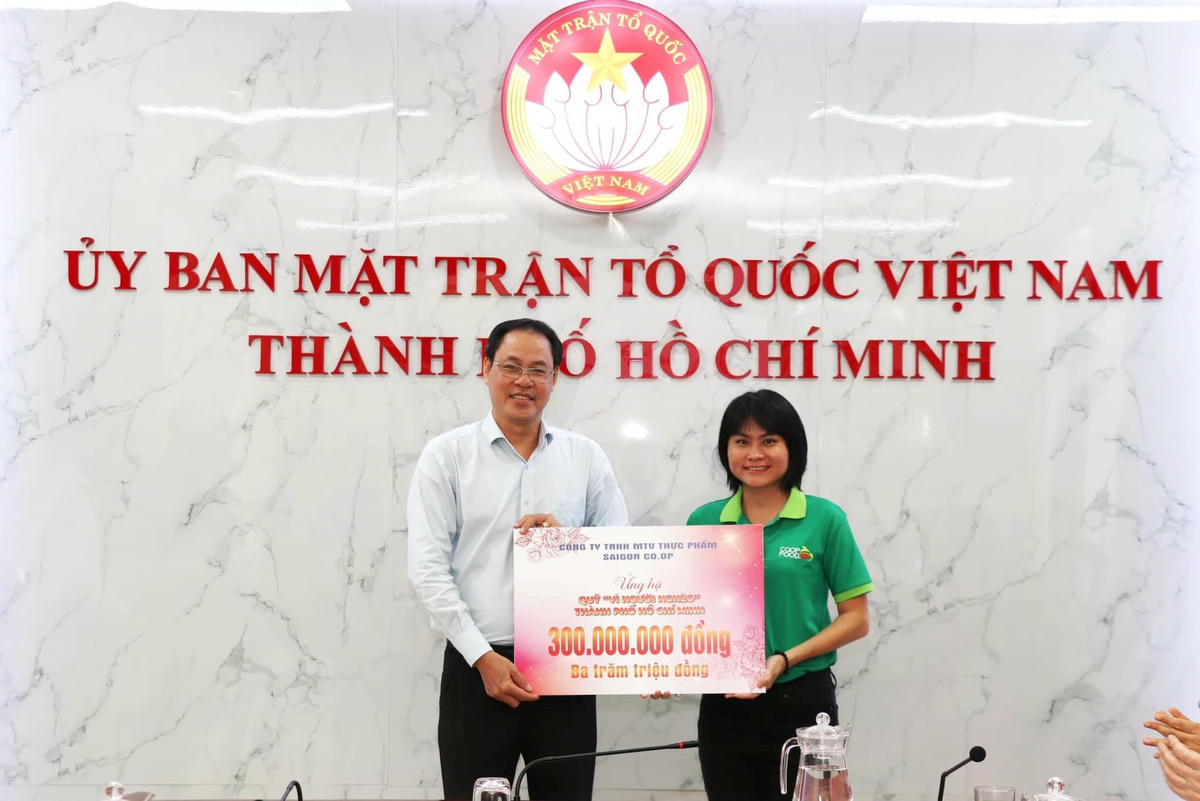 MẶT TRẬN TỔ QUỐC
VIỆT NAM
ỦY BAN MẶT TRẬN TỔ QUỐC VIỆT NAM
THÀNH PHỐ HỒ CHÍ MINH
COOP
FOOD
CÔNG TY TNHH MTV THỰC PHẨM
SAIGON CO.OP
Ủng hộ
QUỸ "VÌ NGƯỜI NGHÈO"
THÀNH PHỐ HỒ CHÍ MINH
300.000.000 đồng
Ba trăm triệu đồng